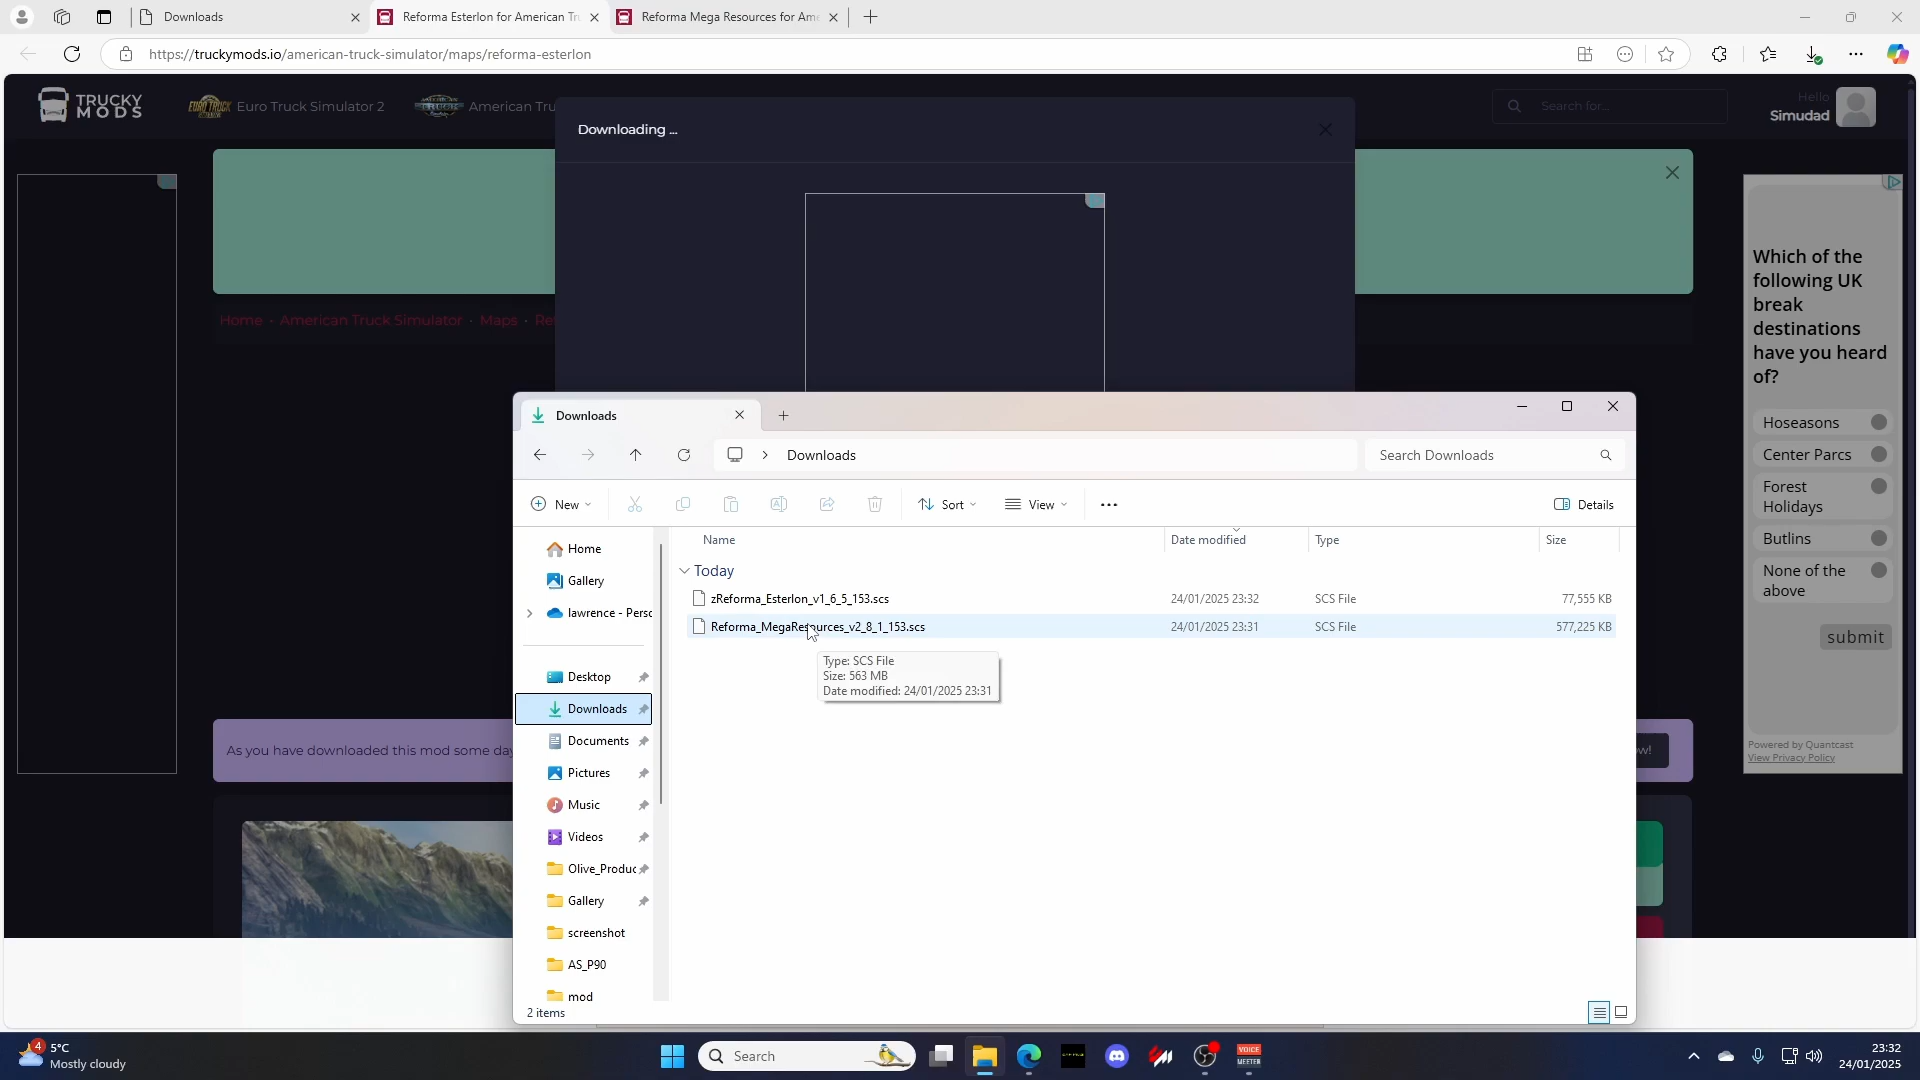 Downloads
Reforma Esterlon for American Tr
Reforma Mega Resources for Ame
https://truckymods.io/american-truck-simulator/maps/reforma-esterlon
TRUCKY
MODS
EURO TRUCK
Euro Truck Simulator 2
American Tru
Search for...
Hello
Simudad
Downloading ...
Home · American Truck Simulator · Maps · Re
Which of the
following UK
break
destinations
have you heard
of?
Hoseasons
Center Parcs
Forest
Holidays
Butlins
None of the
above
submit
Powered by Quantcast
View Privacy Policy
As you have downloaded this mod some day
ow!
Downloads
Downloads
Search Downloads
New
Sort
View
Details
Home
Gallery
lawrence - Perso
Desktop
Downloads
Documents
Pictures
Music
Videos
Olive_Produc
Gallery
screenshot
AS_P90
mod
Name
Date modified
Type
Size
Today
zReforma_Esterlon_v1_6_5_153.scs
24/01/2025 23:32
SCS File
77,555 KB
Reforma_MegaResources_v2_8_1_153.scs
24/01/2025 23:31
SCS File
577,225 KB
Type: SCS File
Size: 563 MB
Date modified: 24/01/2025 23:31
2 items
4
5°C
Mostly cloudy
Search
VOICE
MEETER
23:32
24/01/2025